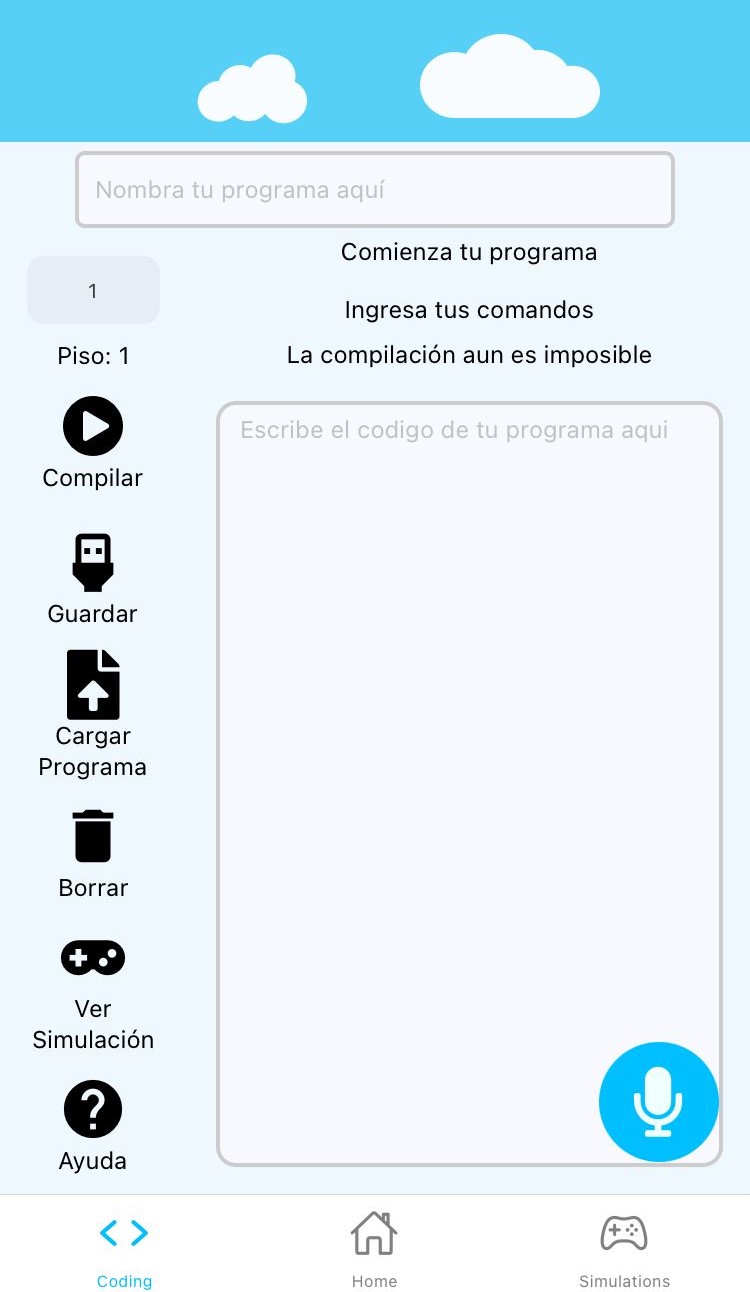 Nombra tu programa aquí
Comienza tu programa
1
Ingresa tus comandos
Piso: 1
La compilación aun es imposible
Escribe el codigo de tu programa aqui
Compilar
Guardar
Cargar
Programa
Borrar
Ver
Simulación
Ayuda
Coding
Home
Simulations